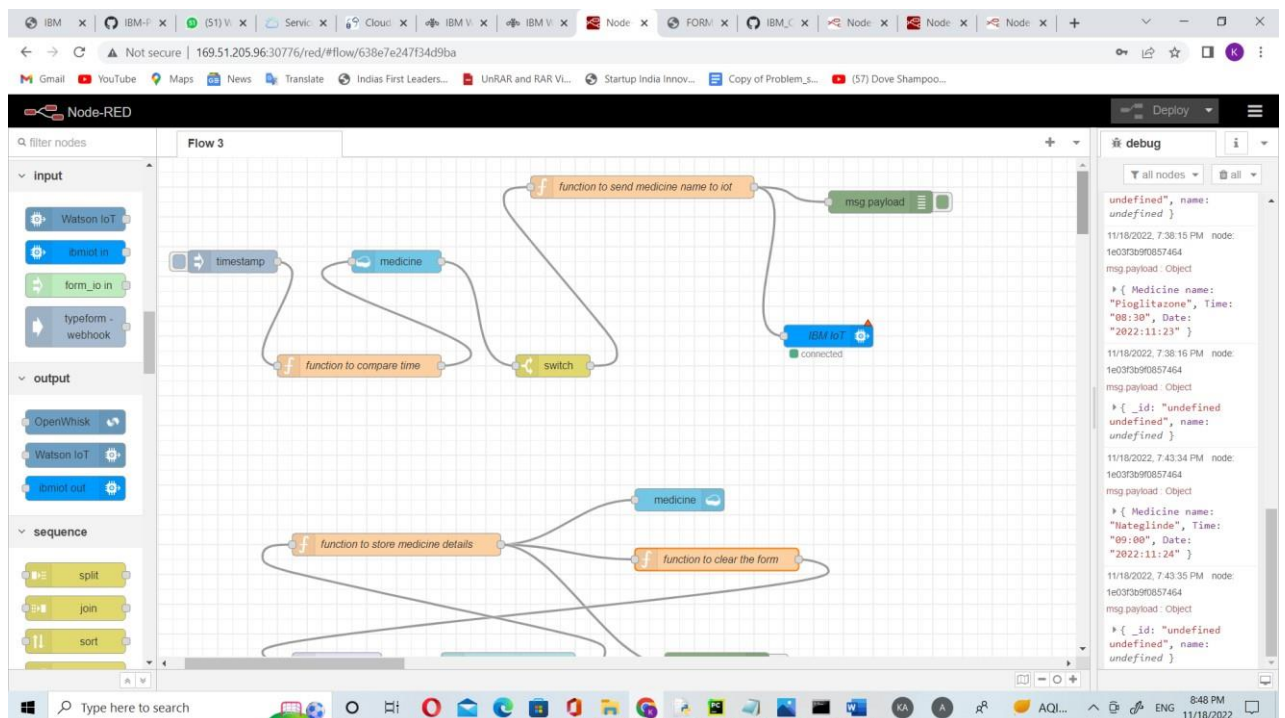 IBM
IBM-P
(51) W
Servic
Cloud
IBM W
IBM W
Node-
FORM
IBM_C
Node
Node
Node
Not secure | 169.51.205.96:30776/red/#flow/638e7e247f34d9ba
K
Gmail
YouTube
Maps
News
Translate
Indias First Leaders...
UnRAR and RAR Vi...
Startup India Innov...
Copy of Problem_s...
(57) Dove Shampoo...
Node-RED
Deploy
filter nodes
Flow 3
debug
i
all nodes
all
input
Watson IoT
ibmiot in
form_io in
typeform -
webhook
output
OpenWhisk
Watson IoT
ibmiot out
sequence
split
join
sort
function to send medicine name to iot
msg.payload
timestamp
medicine
IBM IoT
connected
function to compare time
switch
medicine
function to store medicine details
function to clear the form
undefined", name:
undefined }
11/18/2022, 7:38:15 PM node:
1e03f3b9f0857464
msg.payload : Object
{ Medicine name:
"Pioglitazone", Time:
"08:30", Date:
"2022:11:23" }
11/18/2022, 7:38:16 PM node:
1e03f3b9f0857464
msg.payload : Object
{ _id: "undefined
undefined", name:
undefined }
11/18/2022, 7:43:34 PM node:
1e03f3b9f0857464
msg.payload : Object
{ Medicine name:
"Nateglinde", Time:
"09:00", Date:
"2022:11:24" }
11/18/2022, 7:43:35 PM node:
1e03f3b9f0857464
msg.payload : Object
{ _id: "undefined
undefined", name:
undefined }
Type here to search
KA
A
AQI...
ENG
8:48 PM
11/18/2022